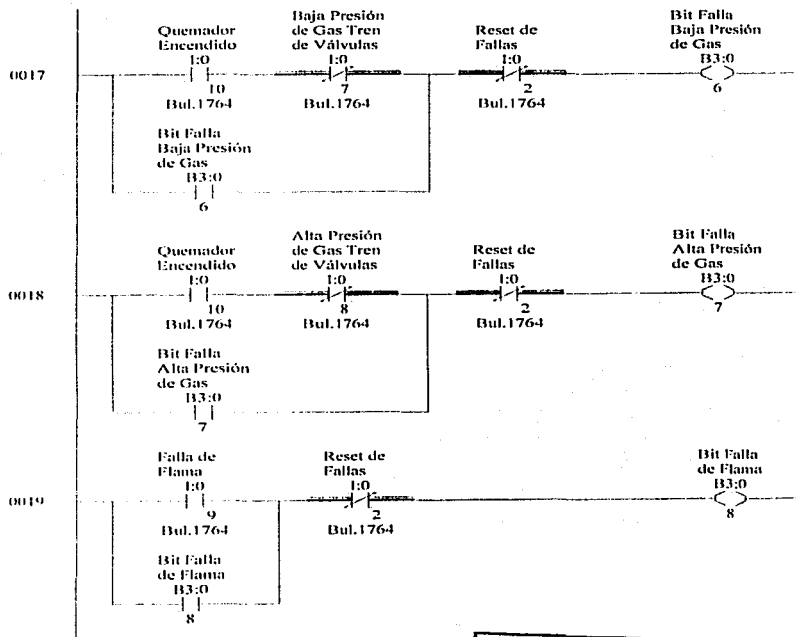 Quemador
Encendido
I:0
10
Bul.1764
Baja Presión
de Gas Tren
de Válvulas
I:0
7
Bul.1764
Reset de
Fallas
I:0
2
Bul.1764
Bit Falla
Baja Presión
de Gas
B3:0
6
0017
Bit Falla
Baja Presión
de Gas
B3:0
6
Quemador
Encendido
I:0
10
Bul.1764
Alta Presión
de Gas Tren
de Válvulas
I:0
8
Bul.1764
Reset de
Fallas
I:0
2
Bul.1764
Bit Falla
Alta Presión
de Gas
B3:0
7
0018
Bit Falla
Alta Presión
de Gas
B3:0
7
Falla de
Flama
I:0
9
Bul.1764
Reset de
Fallas
I:0
2
Bul.1764
Bit Falla
de Flama
B3:0
8
0019
Bit Falla
de Flama
B3:0
8